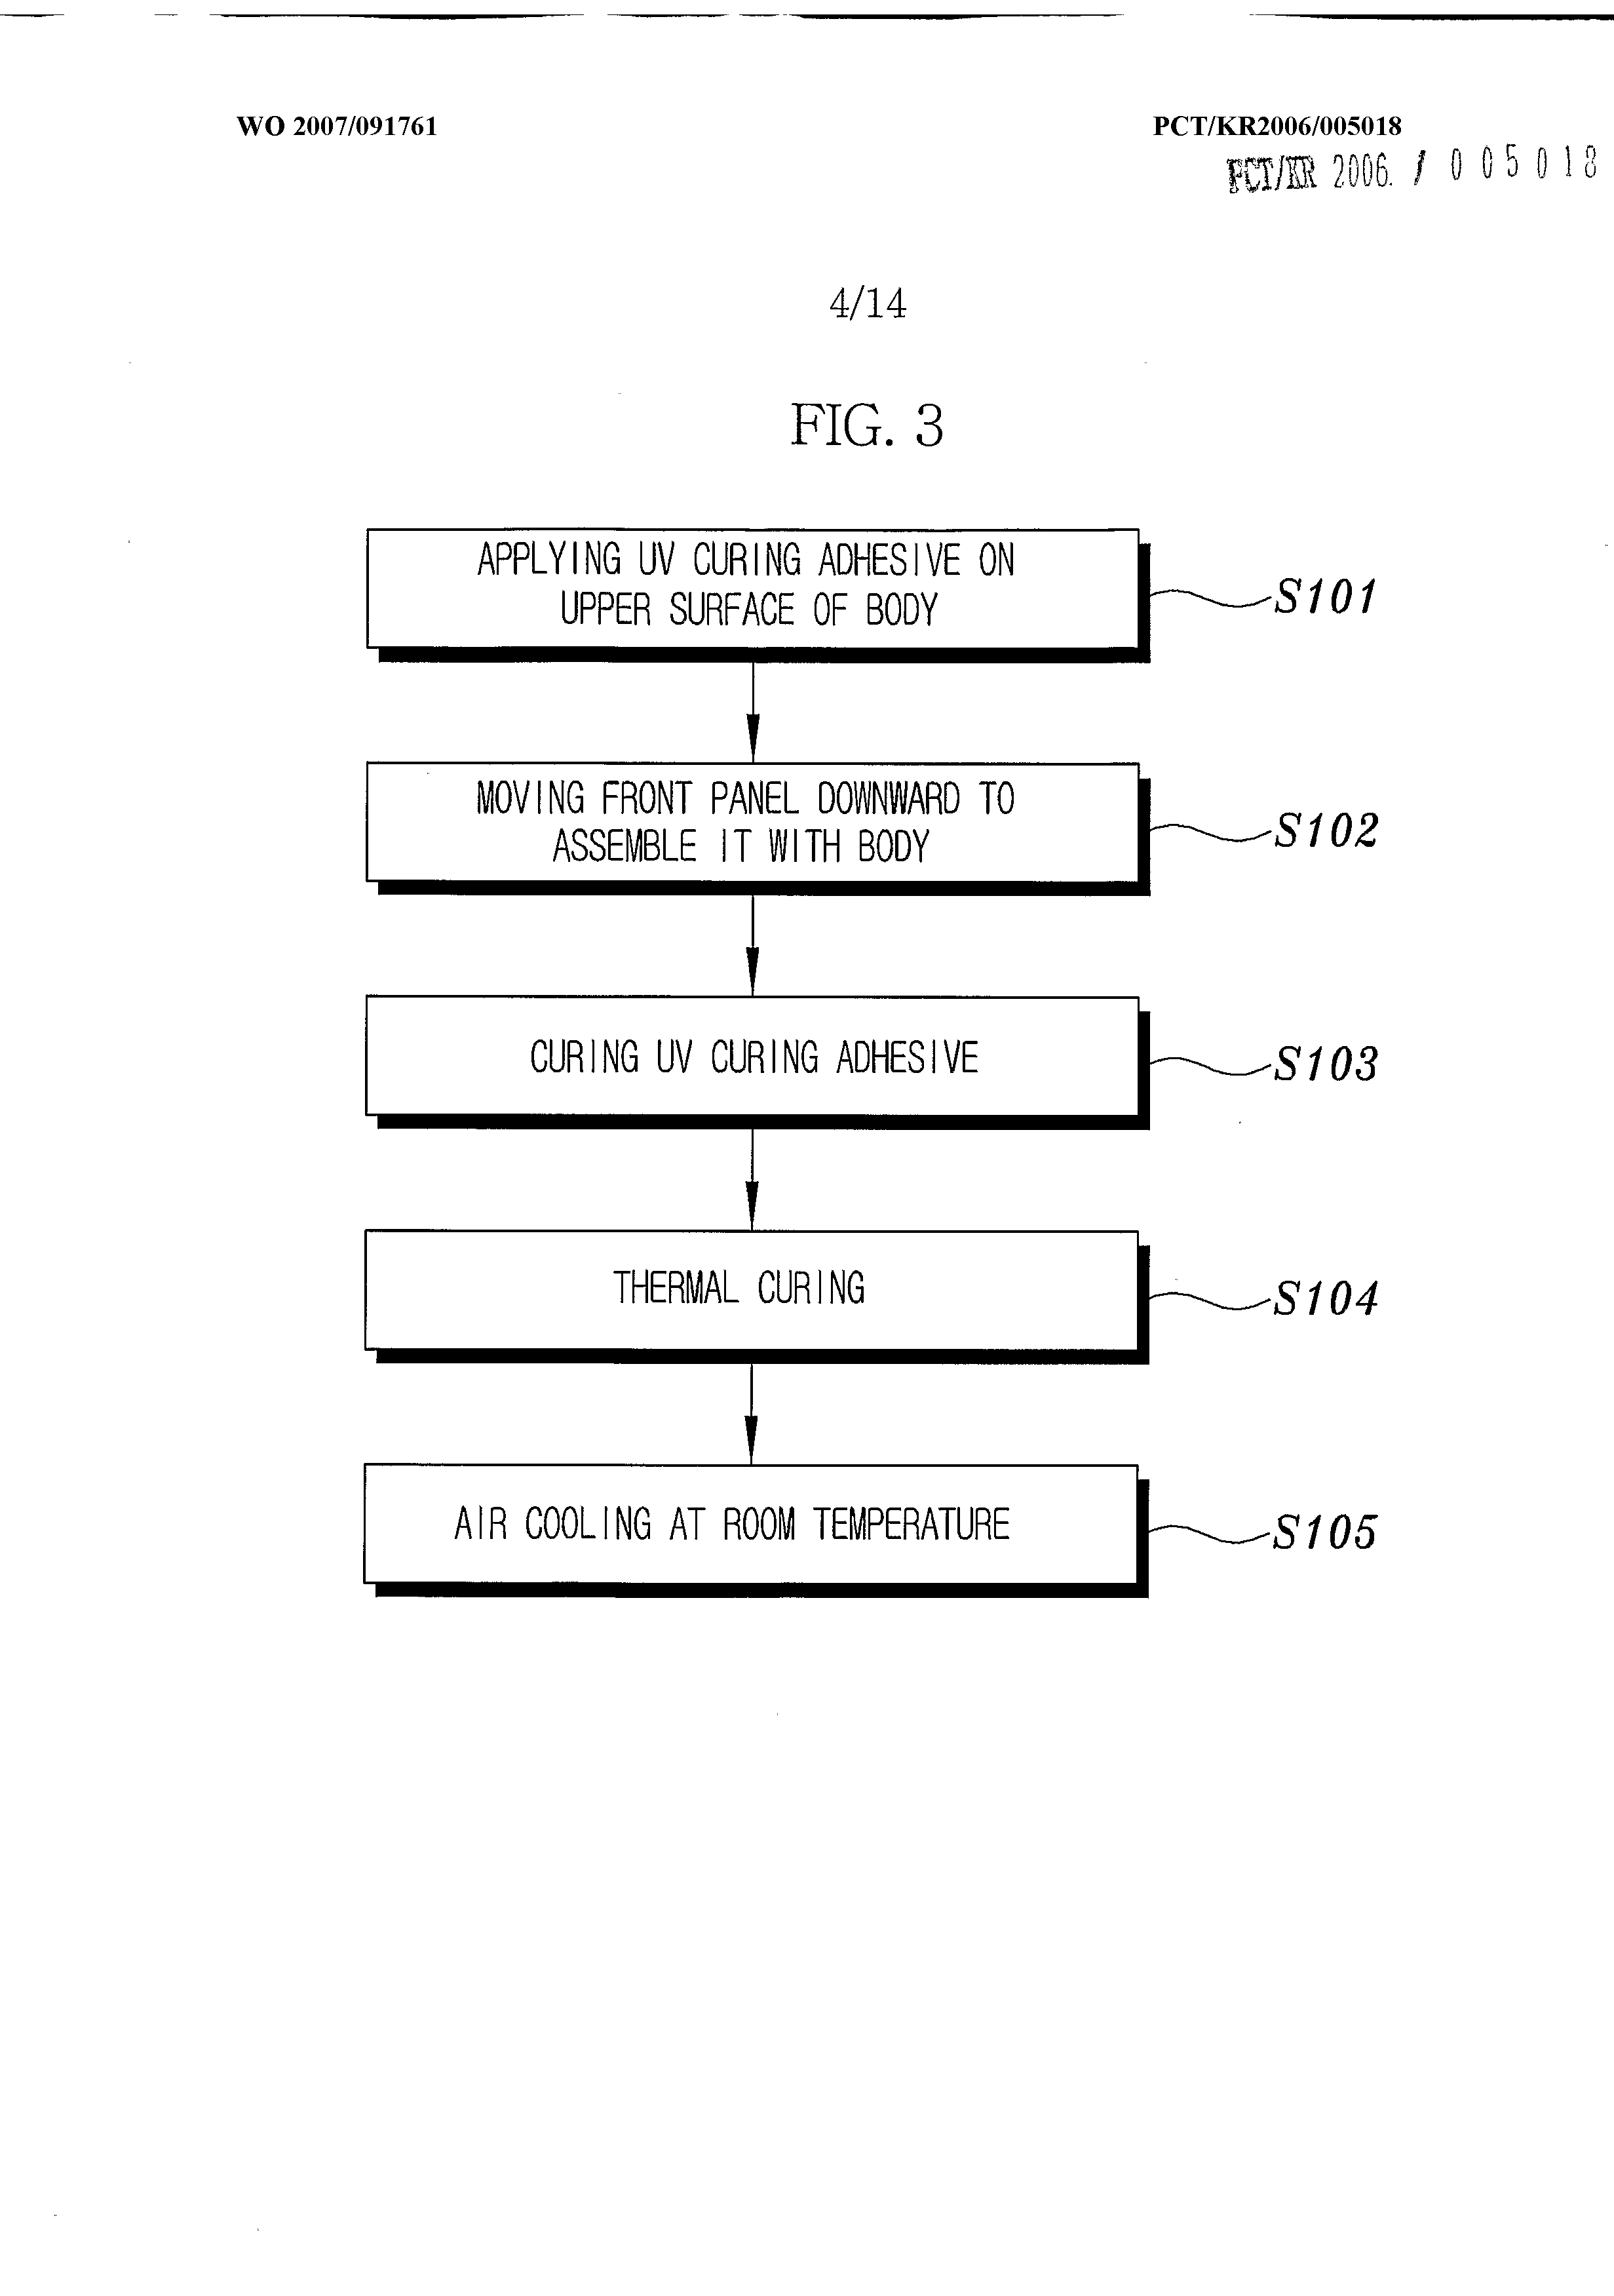 WO 2007/091761 PCT/KR2006/005018
PCT/KR 2006. / 0 0 5 0 1 8
4/14
FIG. 3
APPLYING UV CURING ADHESIVE ON
UPPER SURFACE OF BODY
S101
MOVING FRONT PANEL DOWNWARD TO
ASSEMBLE IT WITH BODY
S102
CURING UV CURING ADHESIVE
S103
THERMAL CURING
S104
AIR COOLING AT ROOM TEMPERATURE
S105